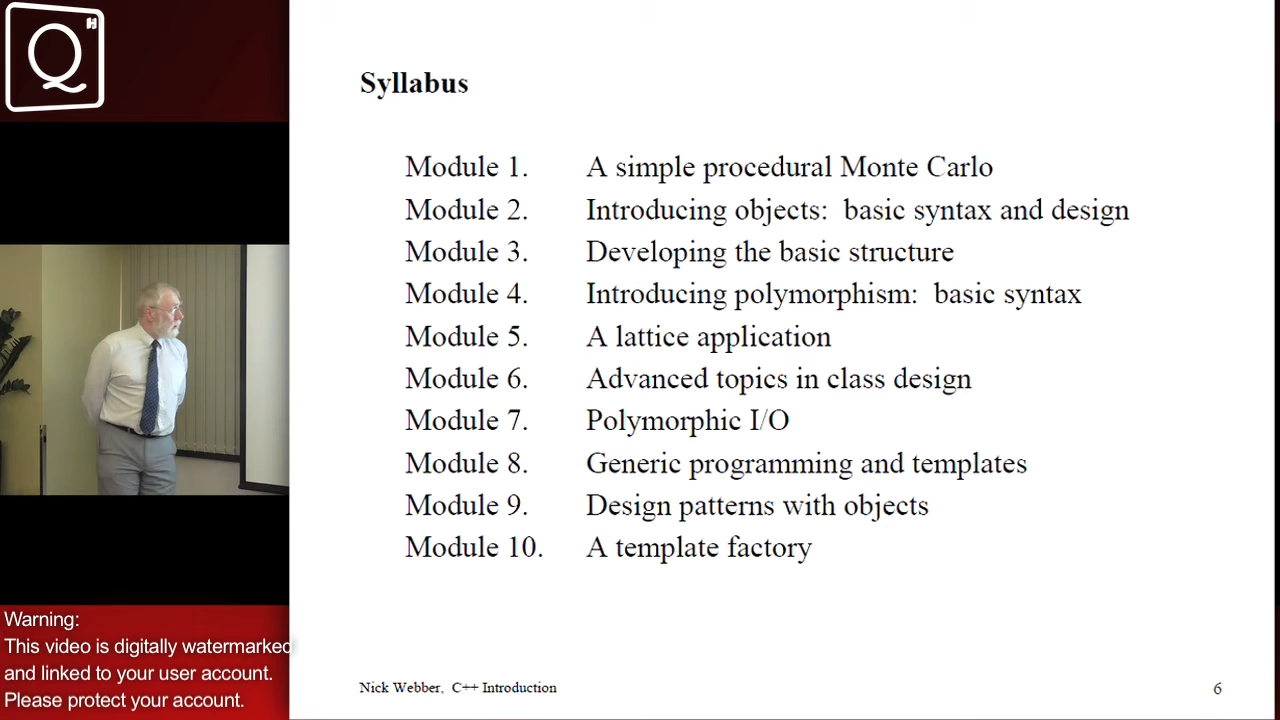 Q
Syllabus
Module 1. A simple procedural Monte Carlo
Module 2. Introducing objects: basic syntax and design
Module 3. Developing the basic structure
Module 4. Introducing polymorphism: basic syntax
Module 5. A lattice application
Module 6. Advanced topics in class design
Module 7. Polymorphic I/O
Module 8. Generic programming and templates
Module 9. Design patterns with objects
Module 10. A template factory
Warning:
This video is digitally watermarked
and linked to your user account.
Please protect your account.
Nick Webber, C++ Introduction
6